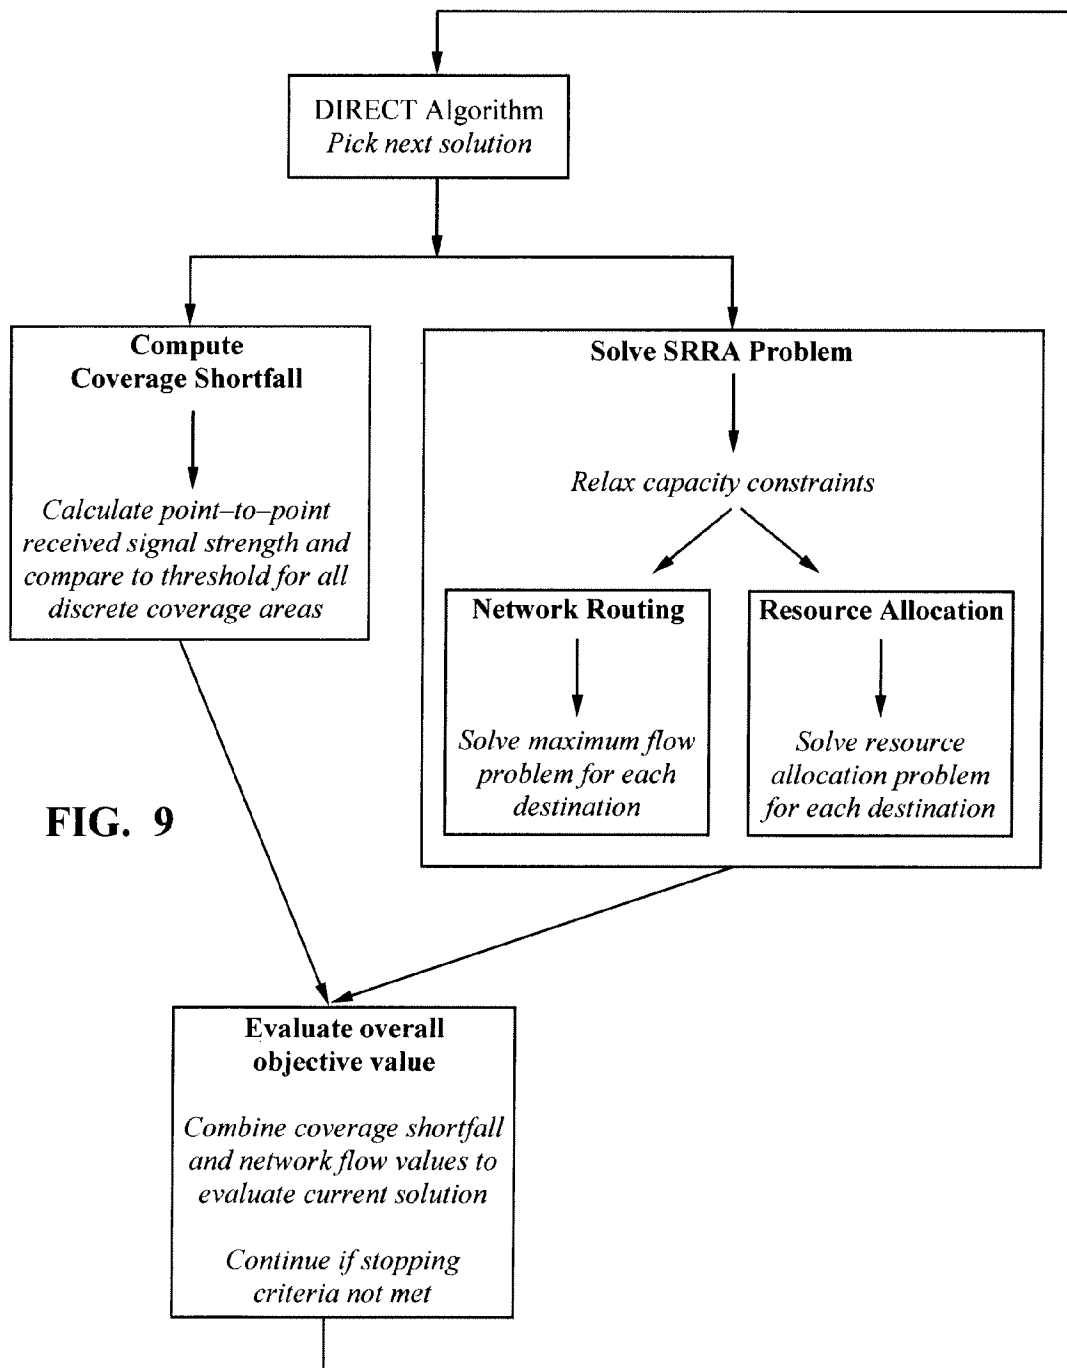 DIRECT Algorithm
Pick next solution
Compute
Coverage Shortfall
Calculate point–to–point
received signal strength and
compare to threshold for all
discrete coverage areas
Solve SRRA Problem
Relax capacity constraints
Network Routing
Solve maximum flow
problem for each
destination
Resource Allocation
Solve resource
allocation problem
for each destination
FIG. 9
Evaluate overall
objective value
Combine coverage shortfall
and network flow values to
evaluate current solution
Continue if stopping
criteria not met